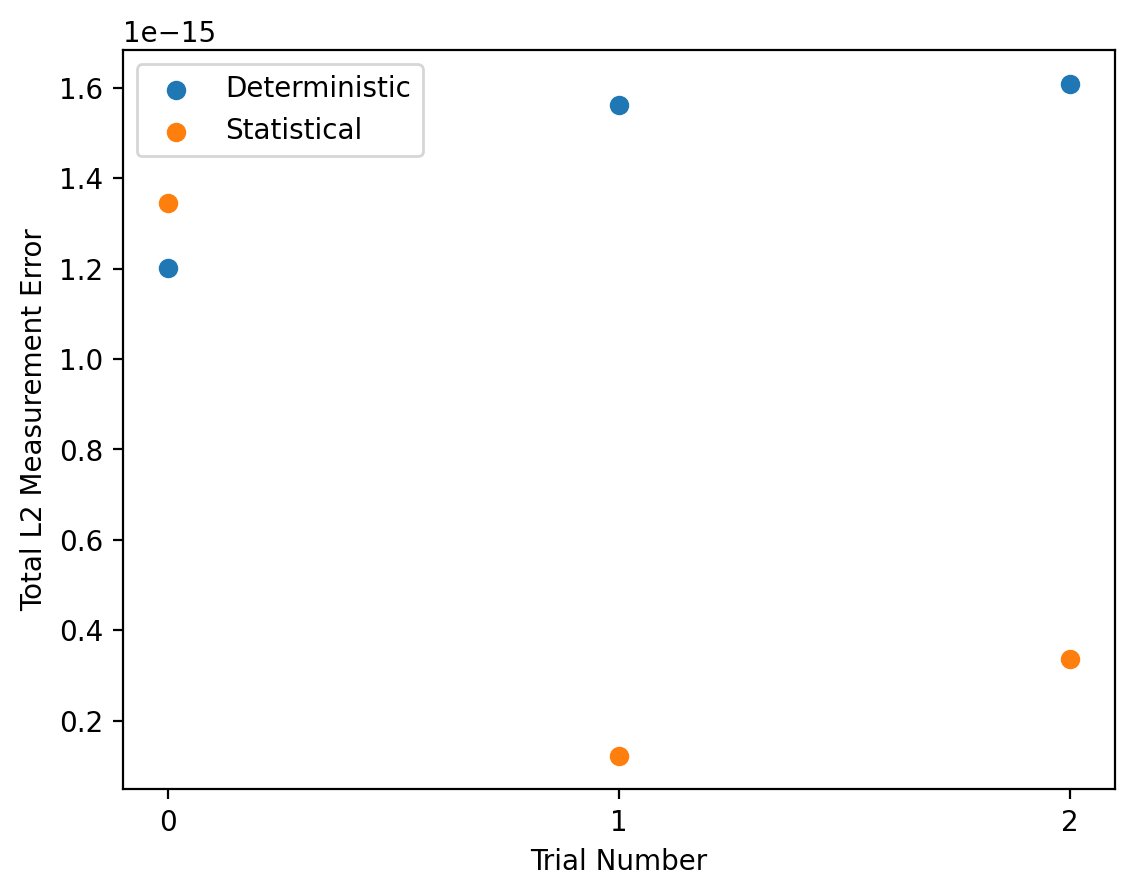 1e−15
Deterministic
Statistical
1.6
1.4
1.2
1.0
0.8
0.6
0.4
0.2
Total L2 Measurement Error
0
1
2
Trial Number